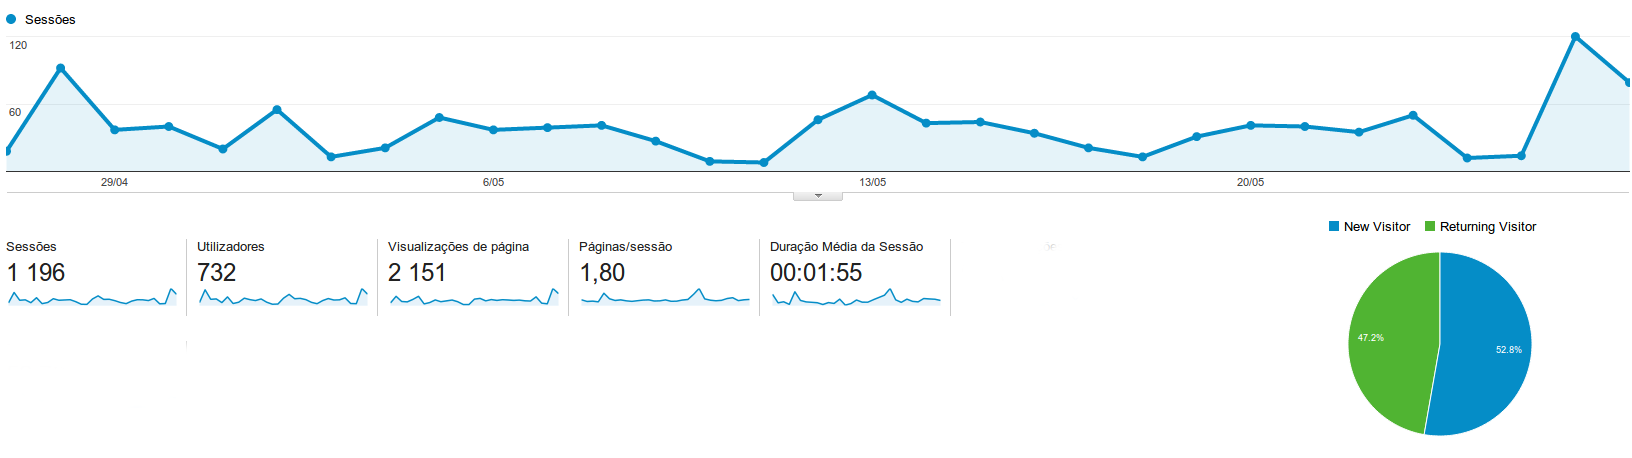 Sessões
120
60
29/04 6/05 13/05 20/05
New Visitor Returning Visitor
Sessões Utilizadores Visualizações de página Páginas/sessão Duração Média da Sessão
1 196 732 2 151 1,80 00:01:55
47.2%
52.8%